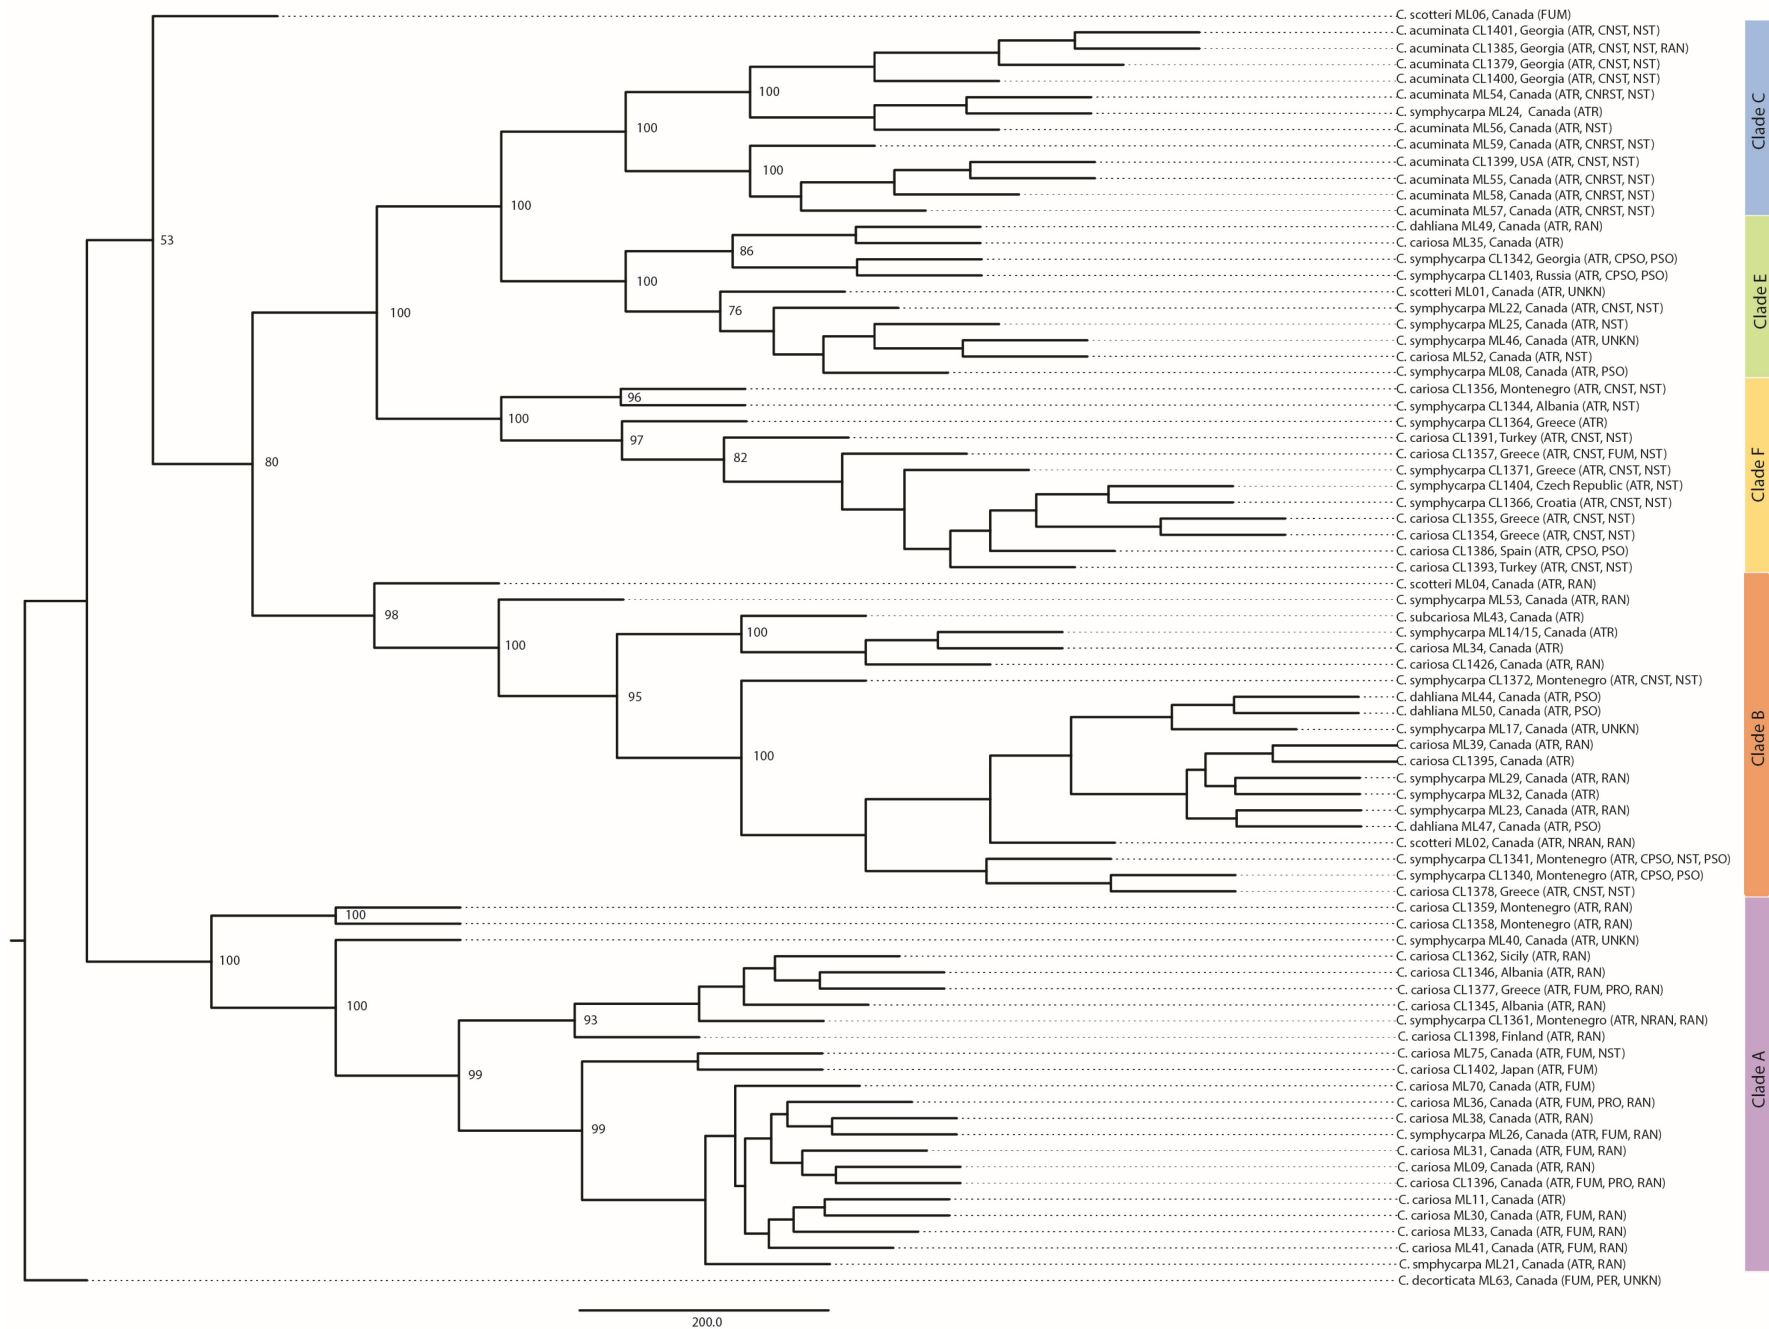 C. scotteri ML06, Canada (FUM)
C. acuminata CL1401, Georgia (ATR, CNST, NST)
C. acuminata CL1385, Georgia (ATR, CNST, NST, RAN)
C. acuminata CL1379, Georgia (ATR, CNST, NST)
C. acuminata CL1400, Georgia (ATR, CNST, NST)
C. acuminata ML54, Canada (ATR, CNRST, NST)
C. symphycarpa ML24, Canada (ATR)
C. acuminata ML56, Canada (ATR, NST)
C. acuminata ML59, Canada (ATR, CNRST, NST)
C. acuminata CL1399, USA (ATR, CNST, NST)
C. acuminata ML55, Canada (ATR, CNRST, NST)
C. acuminata ML58, Canada (ATR, CNRST, NST)
C. acuminata ML57, Canada (ATR, CNRST, NST)
C. dahliana ML49, Canada (ATR, RAN)
C. cariosa ML35, Canada (ATR)
C. symphycarpa CL1342, Georgia (ATR, CPSO, PSO)
C. symphycarpa CL1403, Russia (ATR, CPSO, PSO)
C. scotteri ML01, Canada (ATR, UNKN)
C. symphycarpa ML22, Canada (ATR, CNST, NST)
C. symphycarpa ML25, Canada (ATR, NST)
C. symphycarpa ML46, Canada (ATR, UNKN)
C. cariosa ML52, Canada (ATR, NST)
C. symphycarpa ML08, Canada (ATR, PSO)
C. cariosa CL1356, Montenegro (ATR, CNST, NST)
C. symphycarpa CL1344, Albania (ATR, NST)
C. symphycarpa CL1364, Greece (ATR)
C. cariosa CL1391, Turkey (ATR, CNST, NST)
C. cariosa CL1357, Greece (ATR, CNST, FUM, NST)
C. symphycarpa CL1371, Greece (ATR, CNST, NST)
C. symphycarpa CL1404, Czech Republic (ATR, NST)
C. symphycarpa CL1366, Croatia (ATR, CNST, NST)
C. cariosa CL1355, Greece (ATR, CNST, NST)
C. cariosa CL1354, Greece (ATR, CNST, NST)
C. cariosa CL1386, Spain (ATR, CPSO, PSO)
C. cariosa CL1393, Turkey (ATR, CNST, NST)
C. scotteri ML04, Canada (ATR, RAN)
C. symphycarpa ML53, Canada (ATR, RAN)
C. subcariosa ML43, Canada (ATR)
C. symphycarpa ML14/15, Canada (ATR)
C. cariosa ML34, Canada (ATR)
C. cariosa CL1426, Canada (ATR, RAN)
C. symphycarpa CL1372, Montenegro (ATR, CNST, NST)
C. dahliana ML44, Canada (ATR, PSO)
C. dahliana ML50, Canada (ATR, PSO)
C. symphycarpa ML17, Canada (ATR, UNKN)
C. cariosa ML39, Canada (ATR, RAN)
C. cariosa CL1395, Canada (ATR)
C. symphycarpa ML29, Canada (ATR, RAN)
C. symphycarpa ML32, Canada (ATR)
C. symphycarpa ML23, Canada (ATR, RAN)
C. dahliana ML47, Canada (ATR, PSO)
C. scotteri ML02, Canada (ATR, NRAN, RAN)
C. symphycarpa CL1341, Montenegro (ATR, CPSO, NST, PSO)
C. symphycarpa CL1340, Montenegro (ATR, CPSO, PSO)
C. cariosa CL1378, Greece (ATR, CNST, NST)
C. cariosa CL1359, Montenegro (ATR, RAN)
C. cariosa CL1358, Montenegro (ATR, RAN)
C. symphycarpa ML40, Canada (ATR, UNKN)
C. cariosa CL1362, Sicily (ATR, RAN)
C. cariosa CL1346, Albania (ATR, RAN)
C. cariosa CL1377, Greece (ATR, FUM, PRO, RAN)
C. cariosa CL1345, Albania (ATR, RAN)
C. symphycarpa CL1361, Montenegro (ATR, NRAN, RAN)
C. cariosa CL1398, Finland (ATR, RAN)
C. cariosa ML75, Canada (ATR, FUM, NST)
C. cariosa CL1402, Japan (ATR, FUM)
C. cariosa ML70, Canada (ATR, FUM)
C. cariosa ML36, Canada (ATR, FUM, PRO, RAN)
C. cariosa ML38, Canada (ATR, RAN)
C. symphycarpa ML26, Canada (ATR, FUM, RAN)
C. cariosa ML31, Canada (ATR, FUM, RAN)
C. cariosa ML09, Canada (ATR, RAN)
C. cariosa CL1396, Canada (ATR, FUM, PRO, RAN)
C. cariosa ML11, Canada (ATR)
C. cariosa ML30, Canada (ATR, FUM, RAN)
C. cariosa ML33, Canada (ATR, FUM, RAN)
C. cariosa ML41, Canada (ATR, FUM, RAN)
C. smphycarpa ML21, Canada (ATR, RAN)
C. decorticata ML63, Canada (FUM, PER, UNKN)
Clade C
Clade E
Clade F
Clade B
Clade A
100
100
100
100
53
86
100
76
100
96
100
97
82
80
98
100
100
95
100
100
100
100
93
99
99
200.0